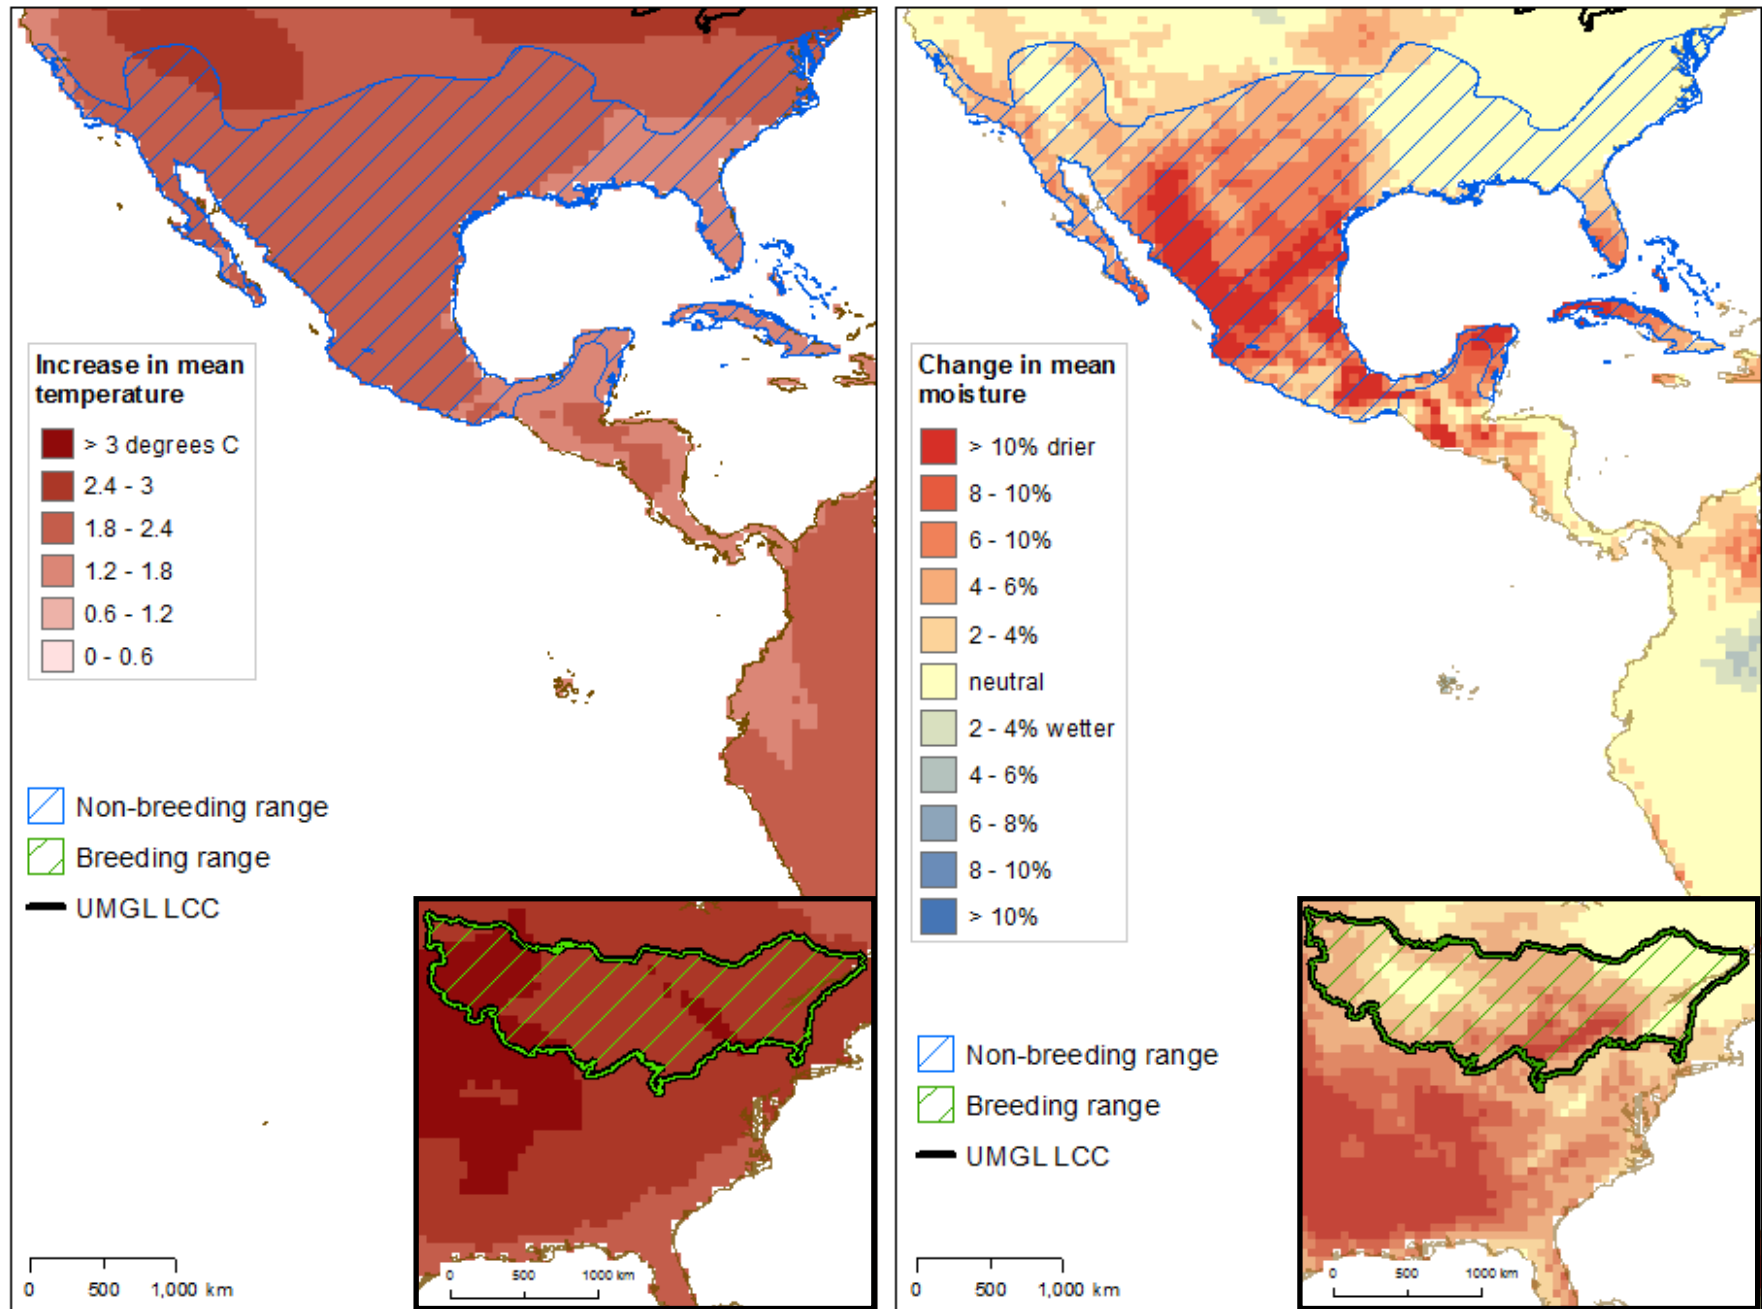 Increase in mean
temperature
> 3 degrees C
2.4 - 3
1.8 - 2.4
1.2 - 1.8
0.6 - 1.2
0 - 0.6
Non-breeding range
Breeding range
UMGL LCC
0 500 1,000 km
0 500 1000 km
Change in mean
moisture
> 10% drier
8 - 10%
6 - 10%
4 - 6%
2 - 4%
neutral
2 - 4% wetter
4 - 6%
6 - 8%
8 - 10%
> 10%
Non-breeding range
Breeding range
UMGL LCC
0 500 1,000 km
0 500 1000 km